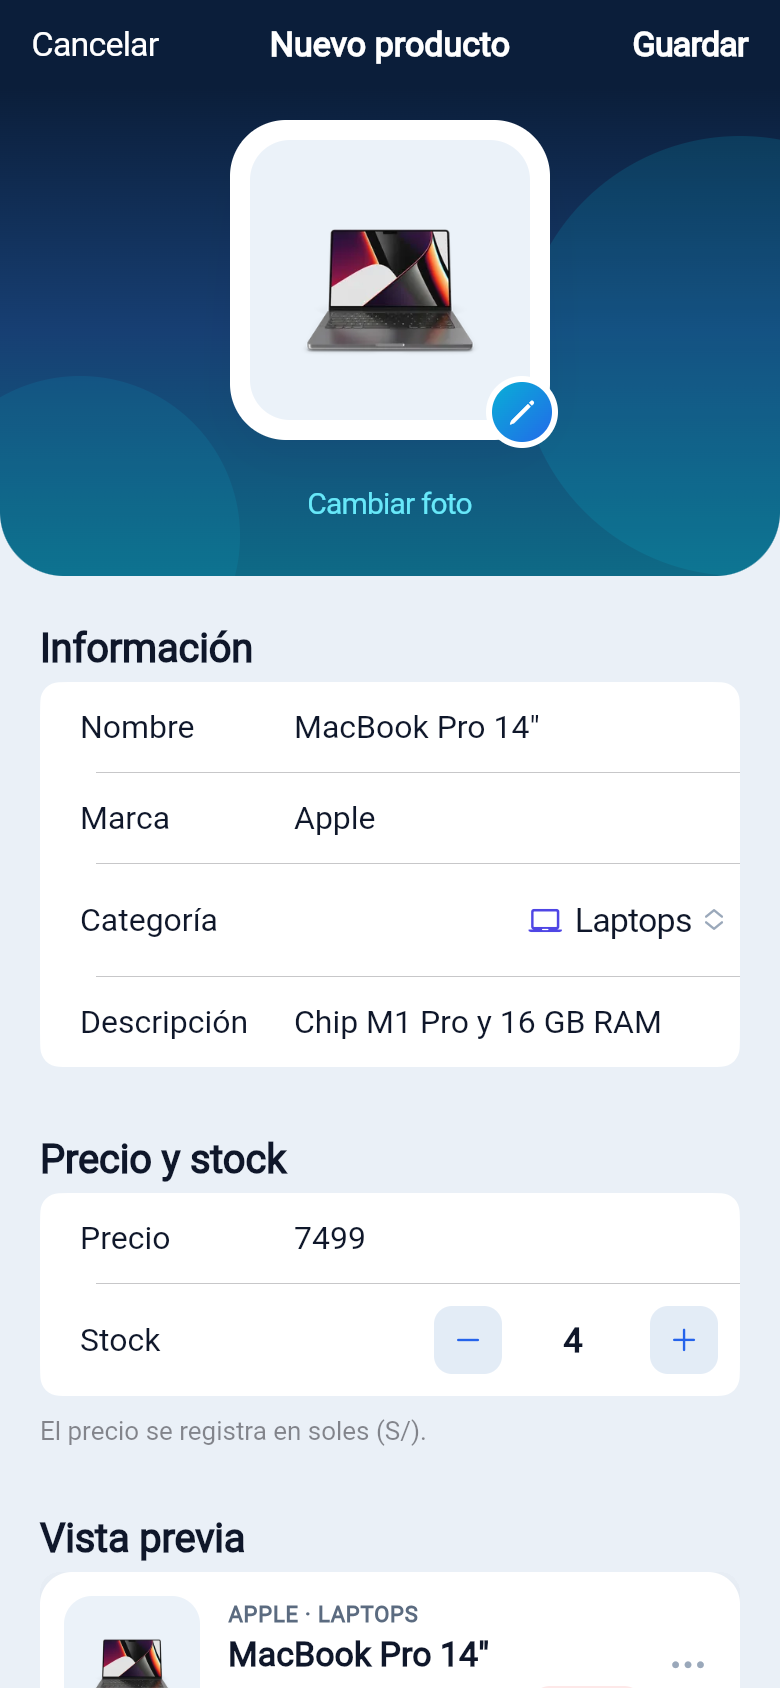 Cancelar Nuevo producto Guardar
Cambiar foto
Información
Nombre MacBook Pro 14"
Marca Apple
Categoría Laptops
Descripción Chip M1 Pro y 16 GB RAM
Precio y stock
Precio 7499
Stock 4
El precio se registra en soles (S/).
Vista previa
APPLE · LAPTOPS
MacBook Pro 14"